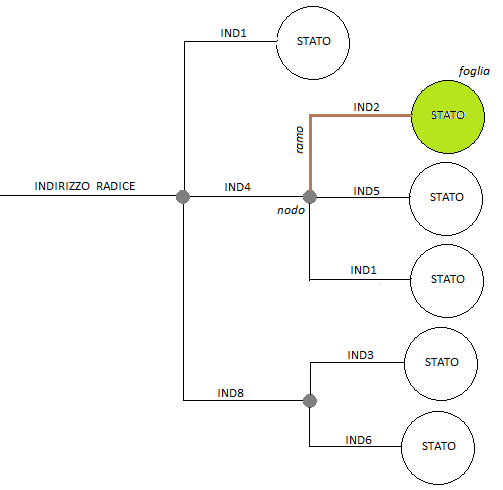 IND1
STATO
foglia
IND2
STATO
ramo
INDIRIZZO RADICE
IND4
IND5
STATO
nodo
IND1
STATO
IND3
STATO
IND8
IND6
STATO